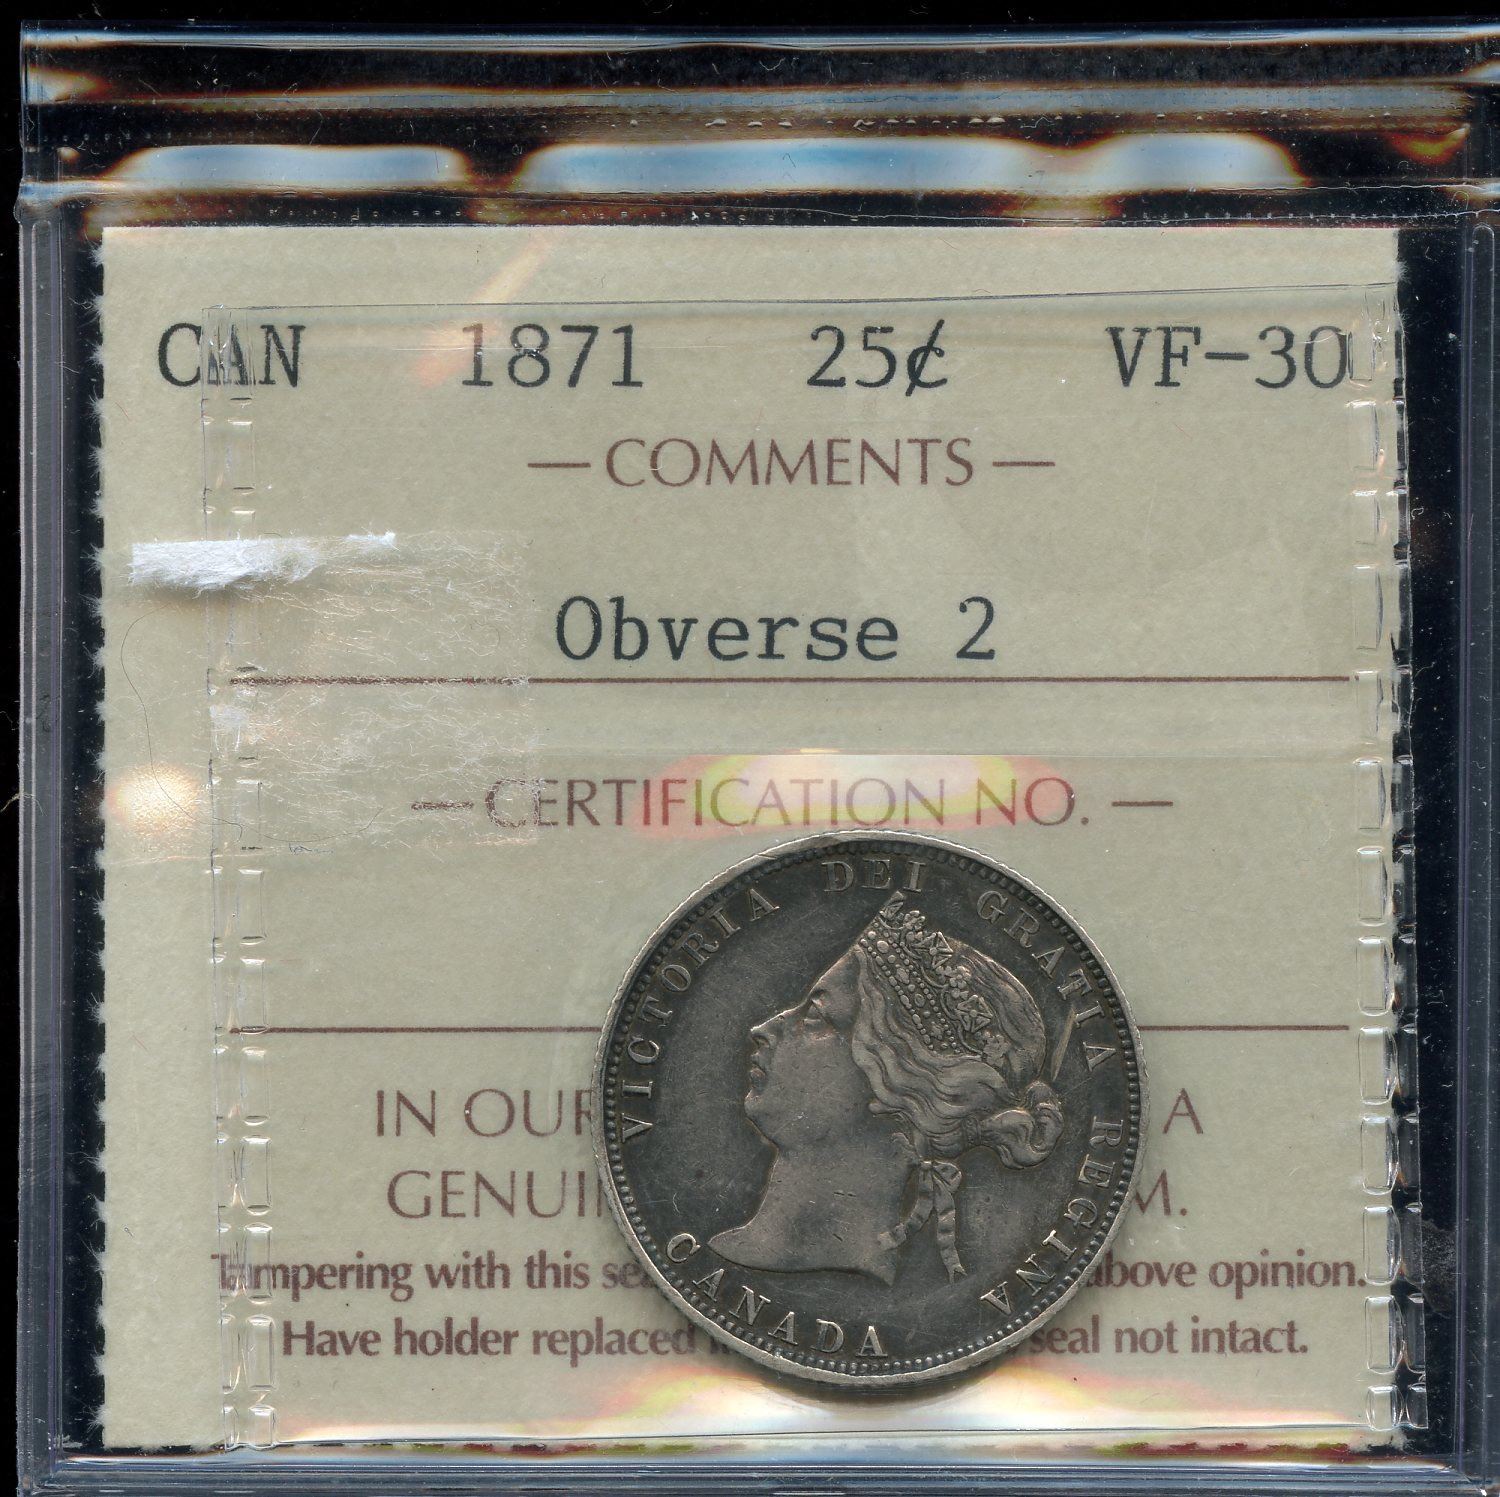 CAN 1871 25¢ VF-30
— COMMENTS —
Obverse 2
— CERTIFICATION NO. —
VICTORIA DEI GRATIA REGINA
CANADA
IN OUR A
GENUIN M.
Tampering with this se above opinion.
Have holder replaced seal not intact.